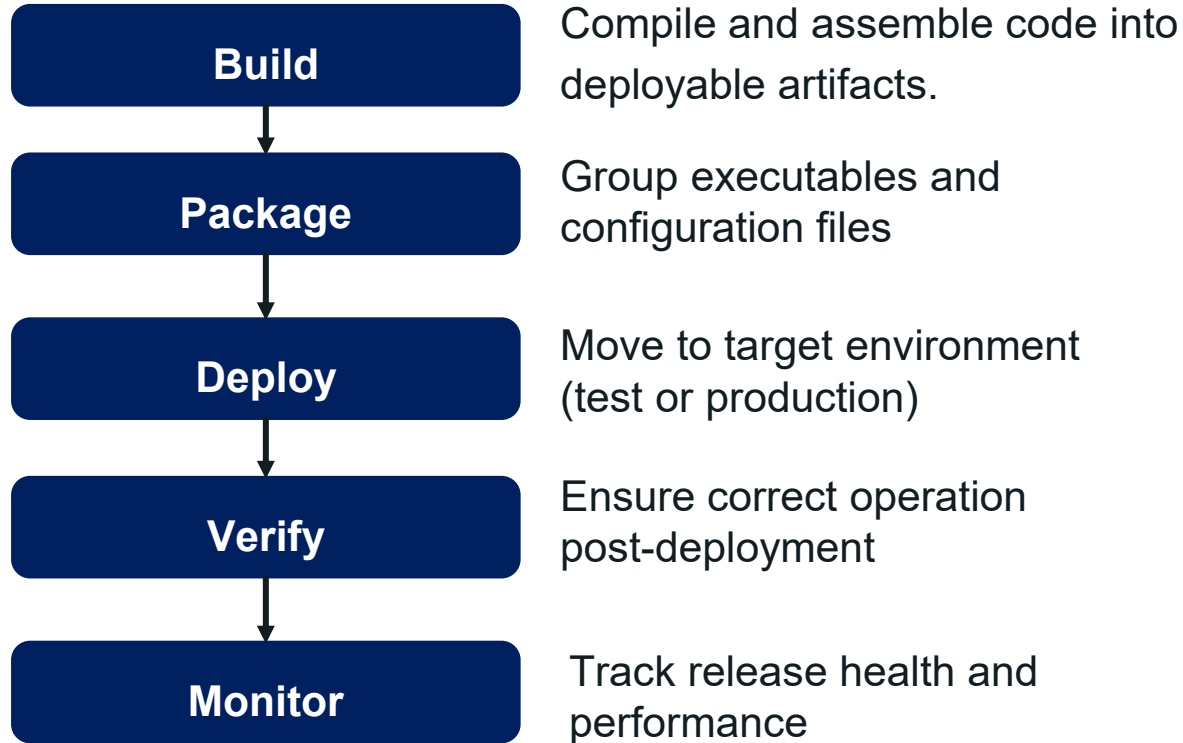 Build
Compile and assemble code into
deployable artifacts.
Package
Group executables and
configuration files
Deploy
Move to target environment
(test or production)
Verify
Ensure correct operation
post-deployment
Monitor
Track release health and
performance